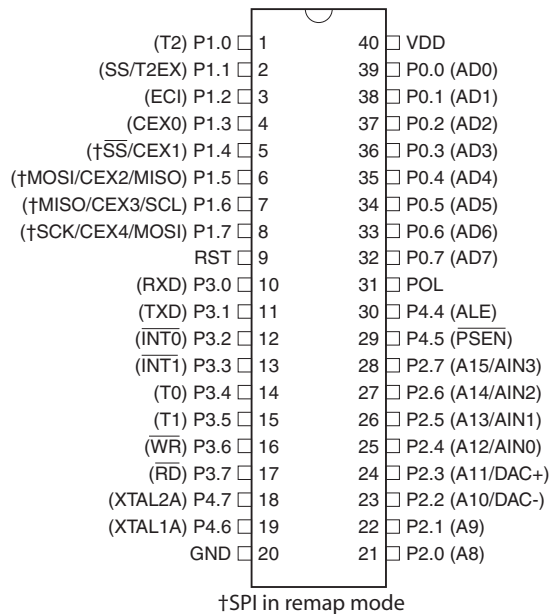 (T2) P1.0 1 40 VDD
(SS/T2EX) P1.1 2 39 P0.0 (AD0)
(ECI) P1.2 3 38 P0.1 (AD1)
(CEX0) P1.3 4 37 P0.2 (AD2)
(†S̅S̅/CEX1) P1.4 5 36 P0.3 (AD3)
(†MOSI/CEX2/MISO) P1.5 6 35 P0.4 (AD4)
(†MISO/CEX3/SCL) P1.6 7 34 P0.5 (AD5)
(†SCK/CEX4/MOSI) P1.7 8 33 P0.6 (AD6)
RST 9 32 P0.7 (AD7)
(RXD) P3.0 10 31 POL
(TXD) P3.1 11 30 P4.4 (ALE)
(I̅N̅T̅0̅) P3.2 12 29 P4.5 (P̅S̅E̅N̅)
(I̅N̅T̅1̅) P3.3 13 28 P2.7 (A15/AIN3)
(T0) P3.4 14 27 P2.6 (A14/AIN2)
(T1) P3.5 15 26 P2.5 (A13/AIN1)
(W̅R̅) P3.6 16 25 P2.4 (A12/AIN0)
(R̅D̅) P3.7 17 24 P2.3 (A11/DAC+)
(XTAL2A) P4.7 18 23 P2.2 (A10/DAC-)
(XTAL1A) P4.6 19 22 P2.1 (A9)
GND 20 21 P2.0 (A8)
†SPI in remap mode